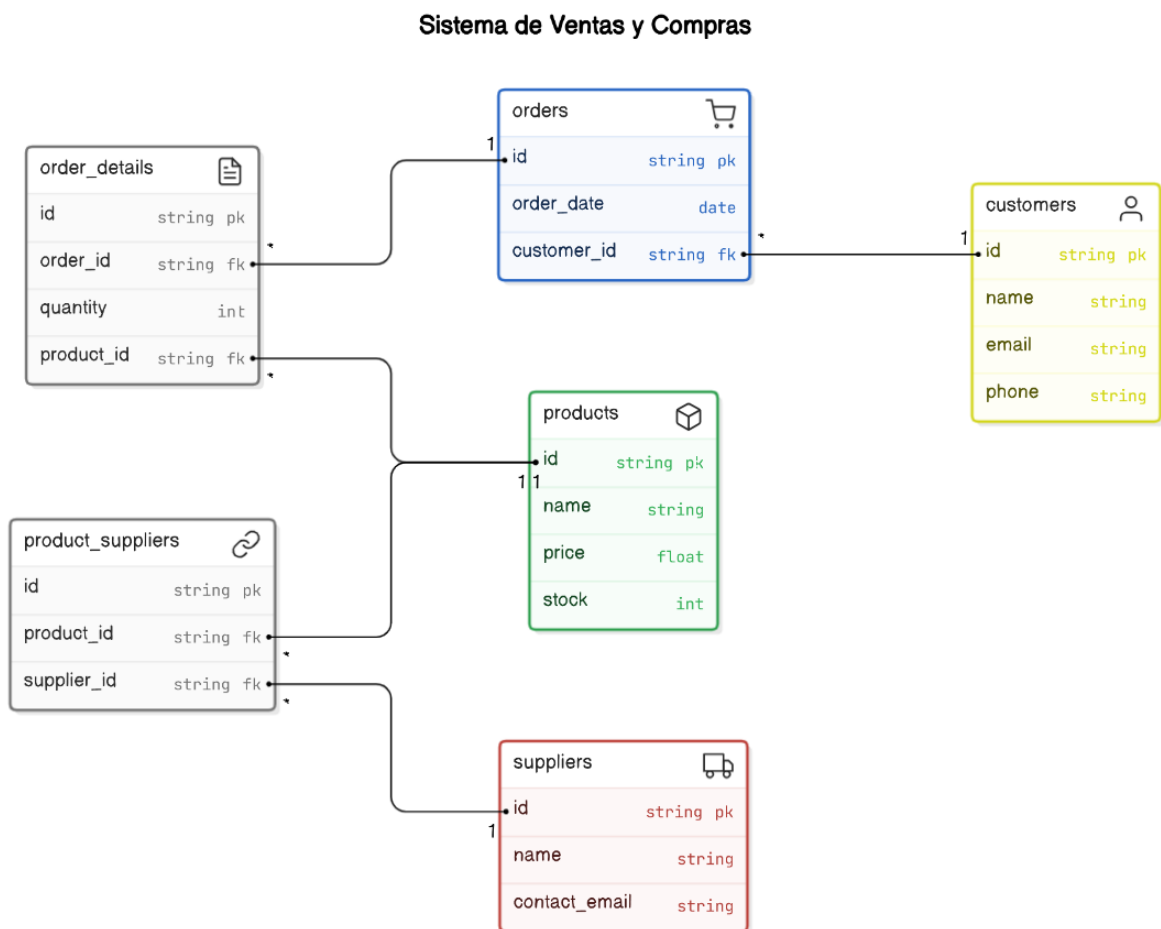 Sistema de Ventas y Compras
orders
1
id string pk
order_date date
customer_id string fk
*
order_details
id string pk
order_id string fk
*
quantity int
product_id string fk
*
customers
1
id string pk
name string
email string
phone string
products
id string pk
1 1
name string
price float
stock int
product_suppliers
id string pk
product_id string fk
*
supplier_id string fk
*
suppliers
id string pk
1
name string
contact_email string